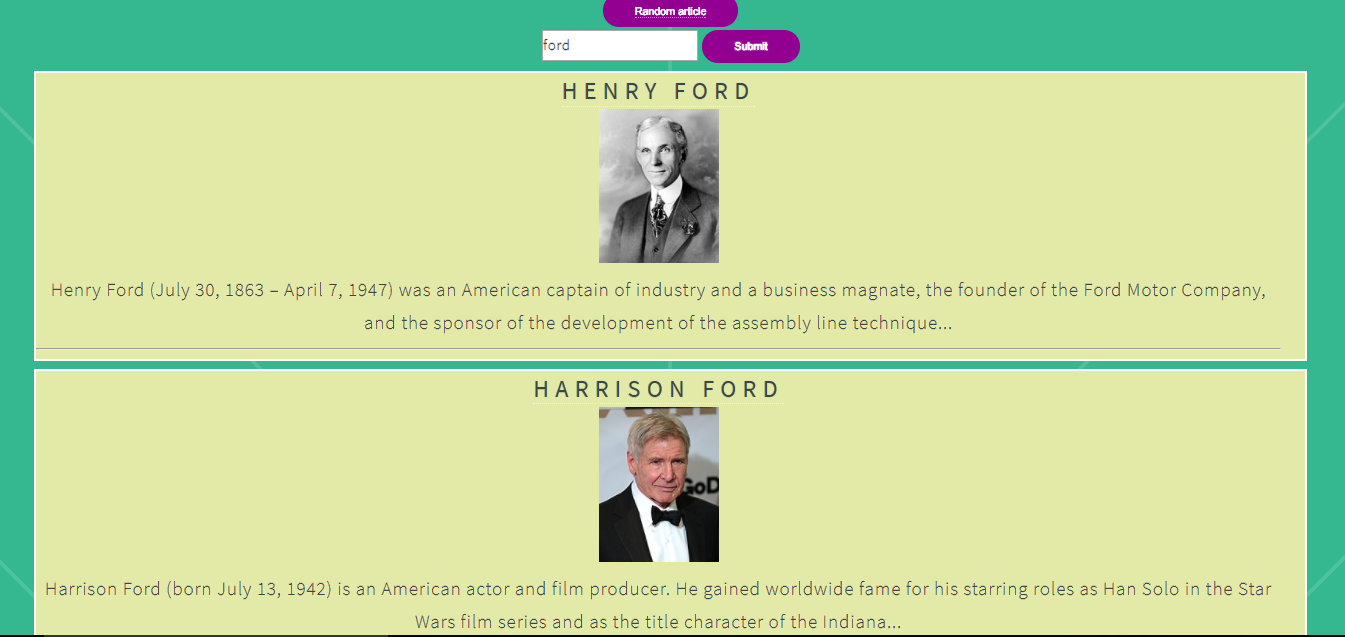 Random article
ford
Submit
HENRY FORD
Henry Ford (July 30, 1863 – April 7, 1947) was an American captain of industry and a business magnate, the founder of the Ford Motor Company,
and the sponsor of the development of the assembly line technique...
HARRISON FORD
GoD
Harrison Ford (born July 13, 1942) is an American actor and film producer. He gained worldwide fame for his starring roles as Han Solo in the Star
Wars film series and as the title character of the Indiana...